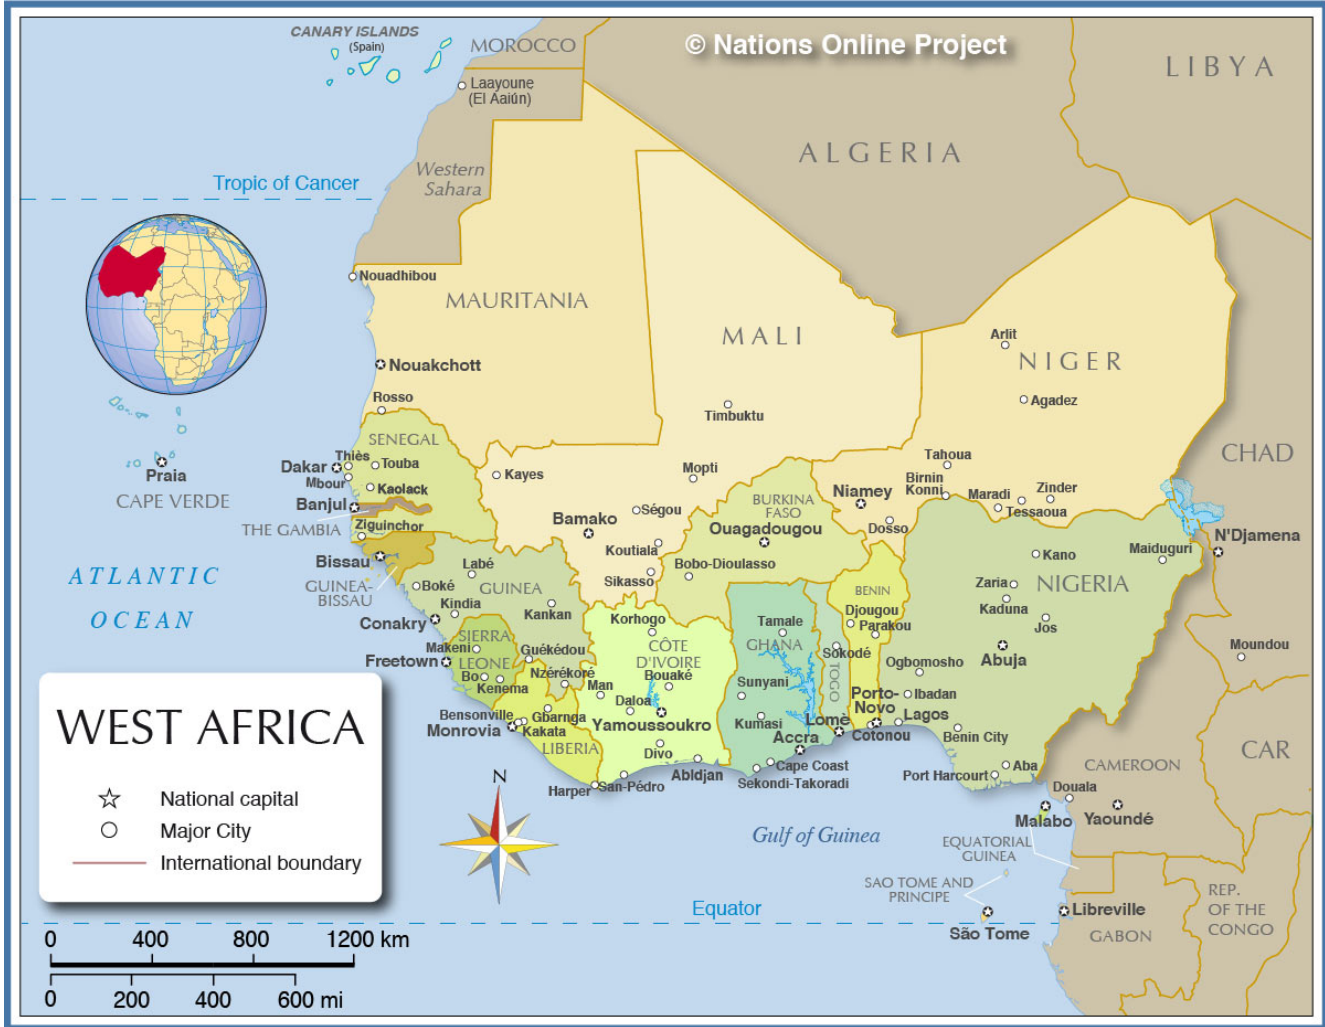 CANARY ISLANDS
(Spain)
MOROCCO
© Nations Online Project
LIBYA
Laayoune
(El Aaiún)
ALGERIA
Western
Sahara
Tropic of Cancer
Nouadhibou
MAURITANIA
MALI
Arlit
NIGER
Nouakchott
Rosso
Timbuktu
Agadez
SENEGAL
CHAD
Dakar
Thiès
Touba
Mbour
Kaolack
Kayes
Mopti
Tahoua
Birnin
Konni
Maradi
Zinder
Tessaoua
Praia
CAPE VERDE
Banjul
THE GAMBIA
Ziguinchor
Ségou
BURKINA
FASO
Niamey
Dosso
Bamako
Ouagadougou
Koutiala
N'Djamena
Bissau
GUINEA-
BISSAU
Labé
Boké
GUINEA
Sikasso
Bobo-Dioulasso
Kano
Maiduguri
ATLANTIC
OCEAN
Kindia
Kankan
BENIN
Djougou
Parakou
Zaria
NIGERIA
Kaduna
Jos
Conakry
Korhogo
Tamale
GHANA
SIERRA
LEONE
Makeni
Guékédou
CÔTE
D'IVOIRE
Sokodé
TOGO
Abuja
Moundou
Freetown
Bo
Kenema
Nzérékoré
Man
Bouaké
Sunyani
Ogbomosho
Ibadan
Daloa
Porto-
Novo
Lagos
WEST AFRICA
Bensonville
Monrovia
Gbarnga
Kakata
LIBERIA
Yamoussoukro
Kumasi
Lomè
Accra
Cotonou
Benin City
Divo
Abldjan
Cape Coast
Sekondi-Takoradi
Port Harcourt
Aba
CAR
CAMEROON
Douala
Harper
San-Pédro
National capital
Major City
International boundary
N
Gulf of Guinea
Malabo
Yaoundé
EQUATORIAL
GUINEA
SAO TOME AND
PRINCIPE
REP.
OF THE
CONGO
Equator
Libreville
São Tome
GABON
0 400 800 1200 km
0 200 400 600 mi